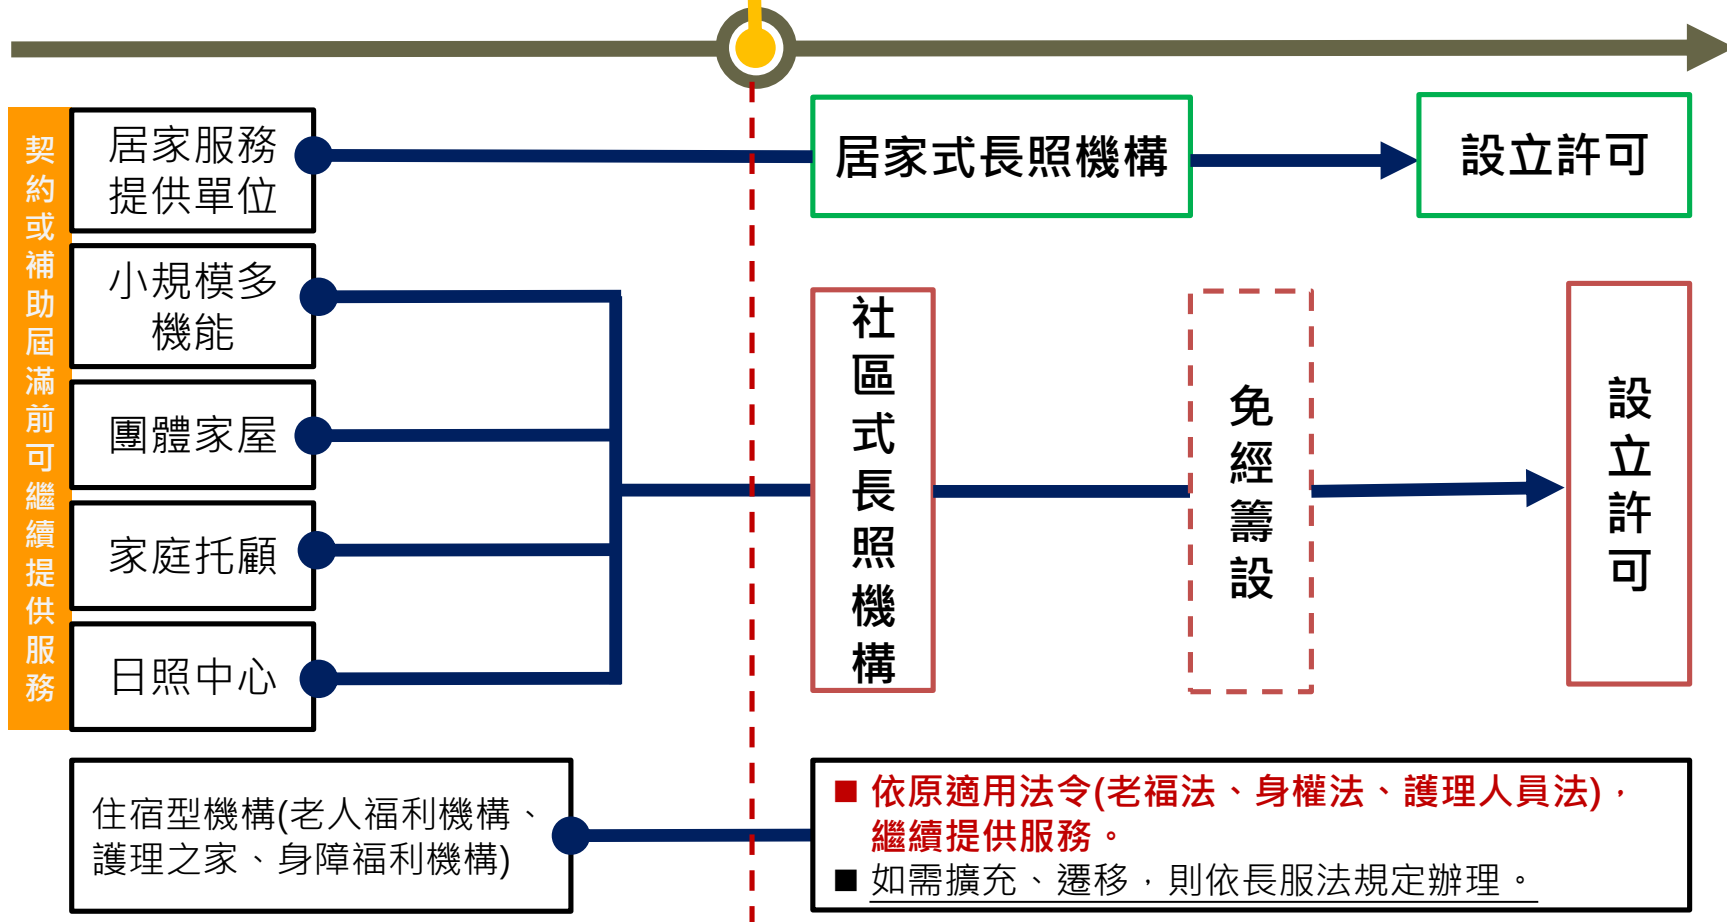 契約或補助屆滿前可繼續提供服務
居家服務
提供單位
居家式長照機構
設立許可
小規模多
機能
團體家屋
家庭托顧
日照中心
社區式長照機構
免經籌設
設立許可
住宿型機構(老人福利機構、
護理之家、身障福利機構)
■ 依原適用法令(老福法、身權法、護理人員法)，
繼續提供服務。
■ 如需擴充、遷移，則依長服法規定辦理。